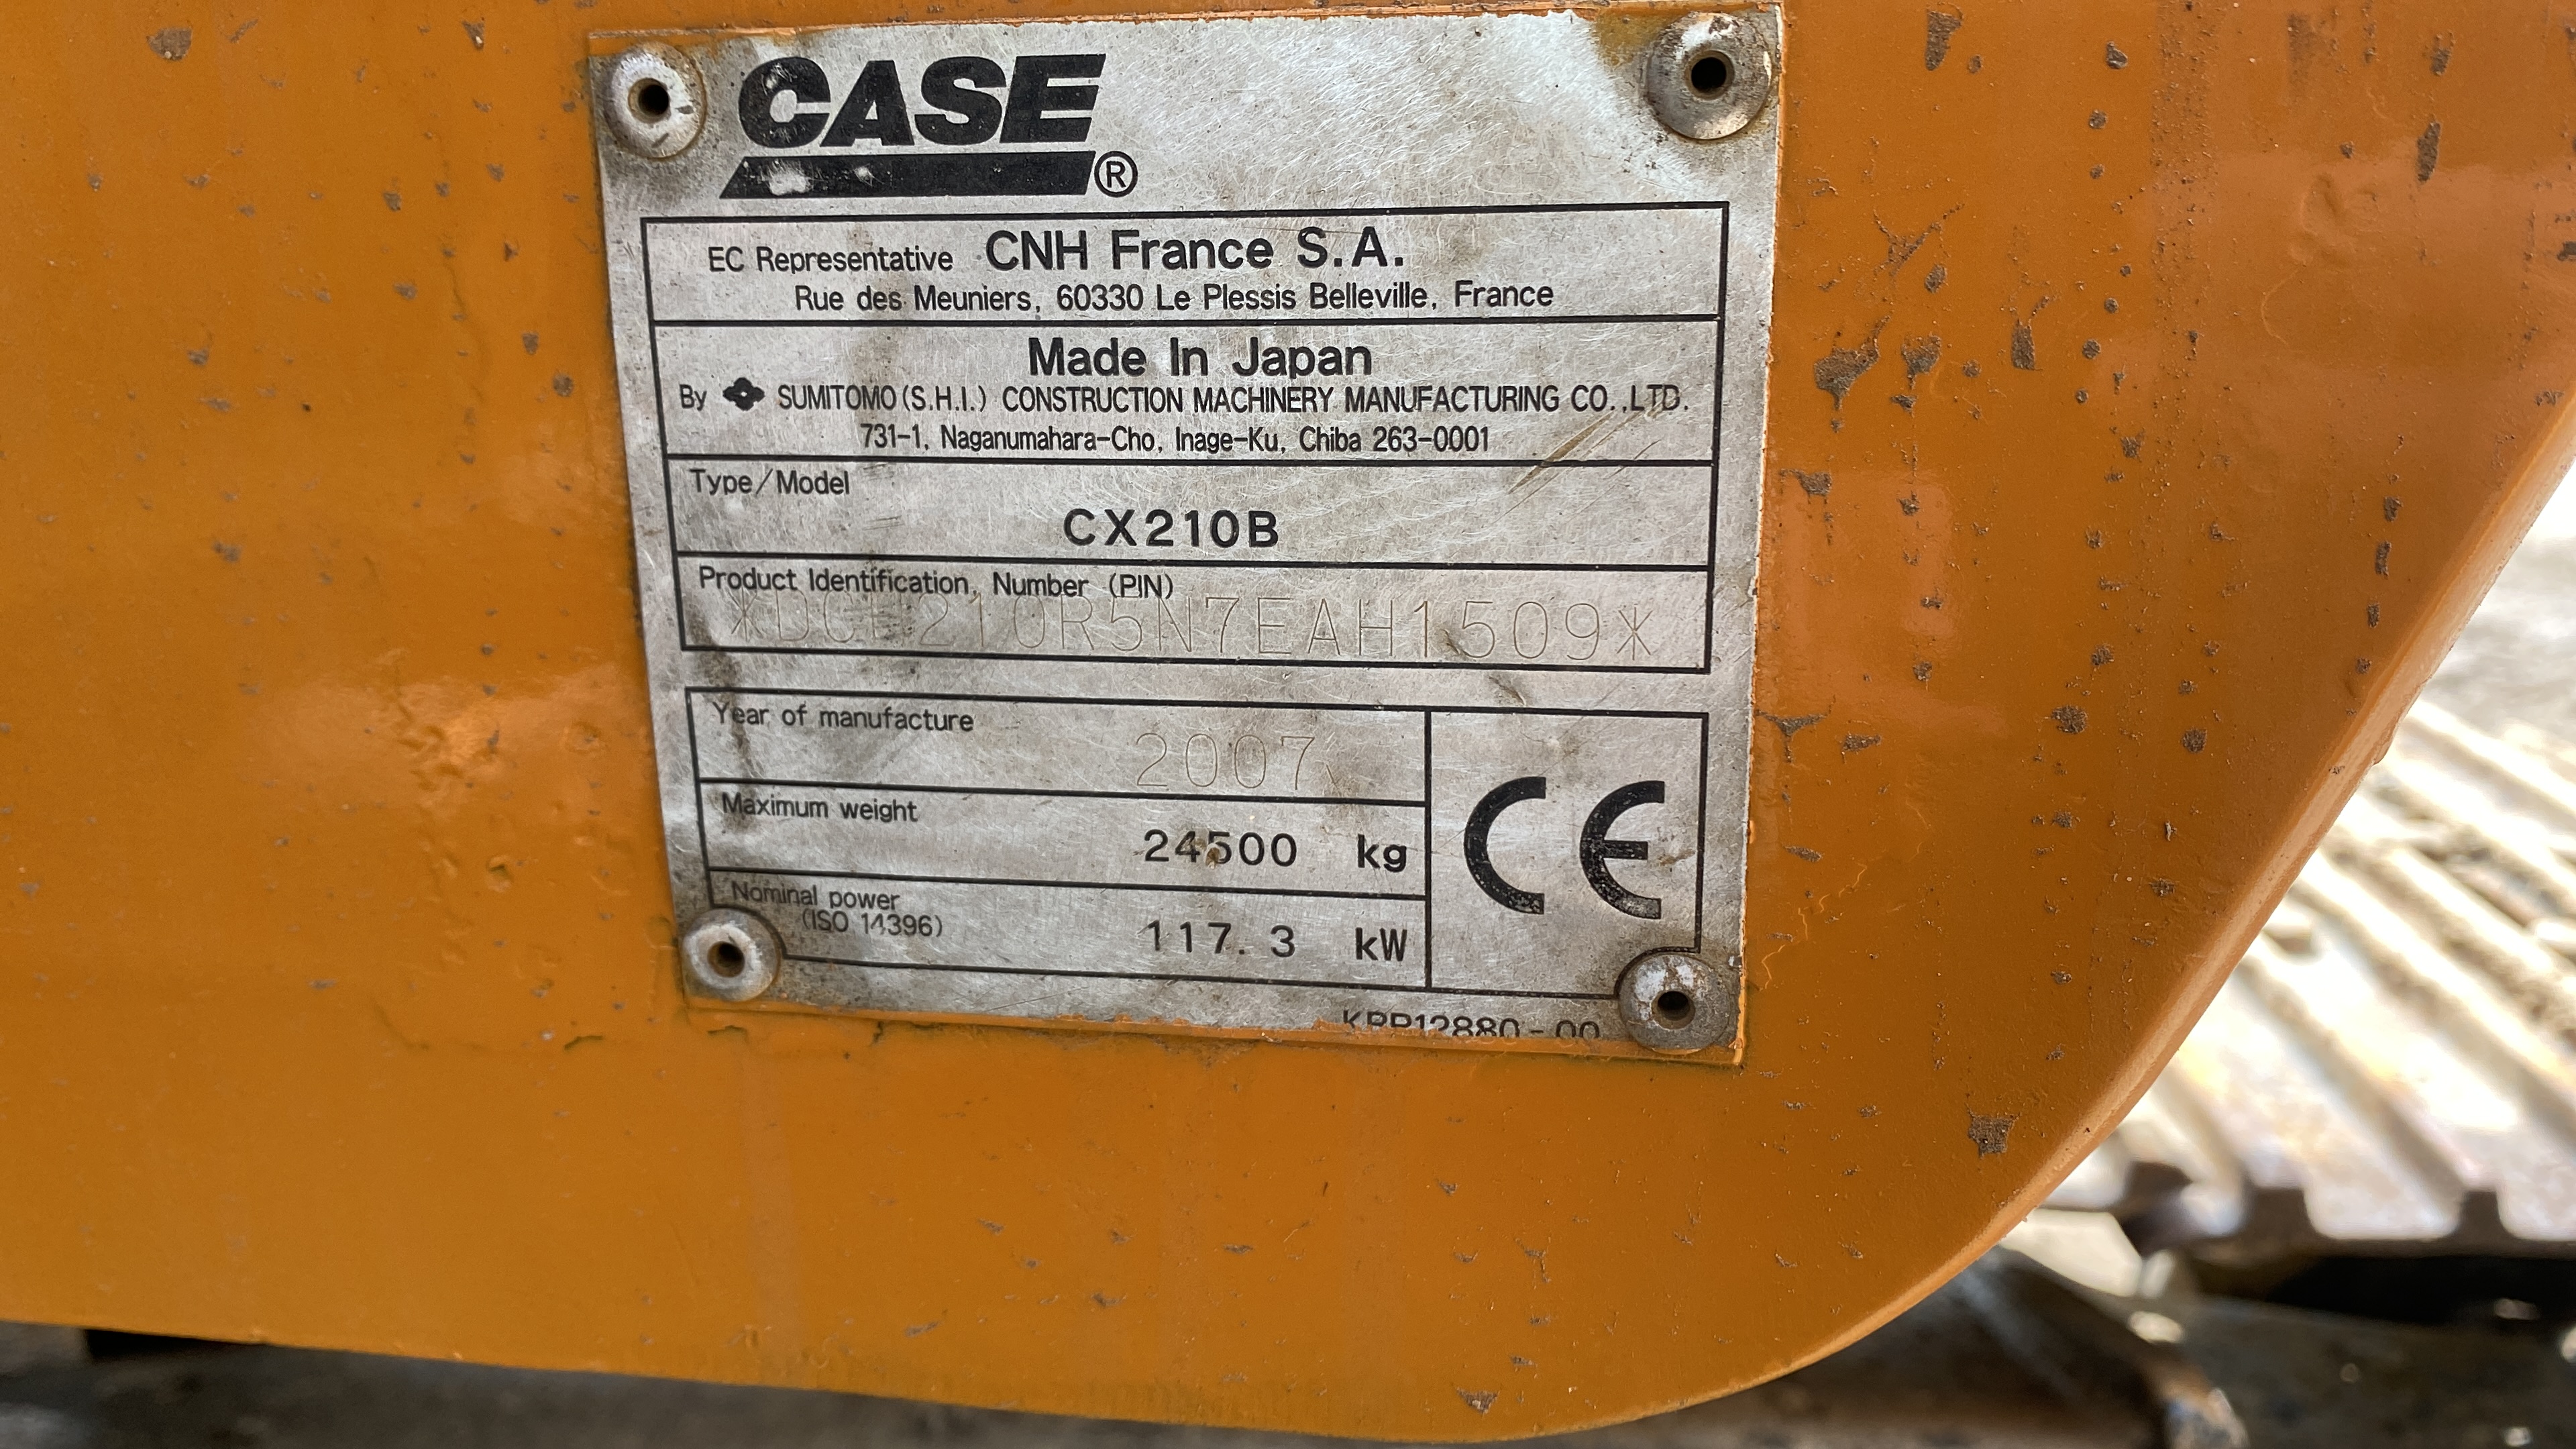 CASE®
EC Representative CNH France S.A.
Rue des Meuniers, 60330 Le Plessis Belleville, France
Made In Japan
By SUMITOMO (S.H.I.) CONSTRUCTION MACHINERY MANUFACTURING CO.,LTD.
731-1, Naganumahara-Cho, Inage-Ku, Chiba 263-0001
Type/Model
CX210B
Product Identification Number (PIN)
Year of manufacture 2007
Maximum weight 24500 kg
Nominal power
(ISO 14396) 117.3 kW
CE